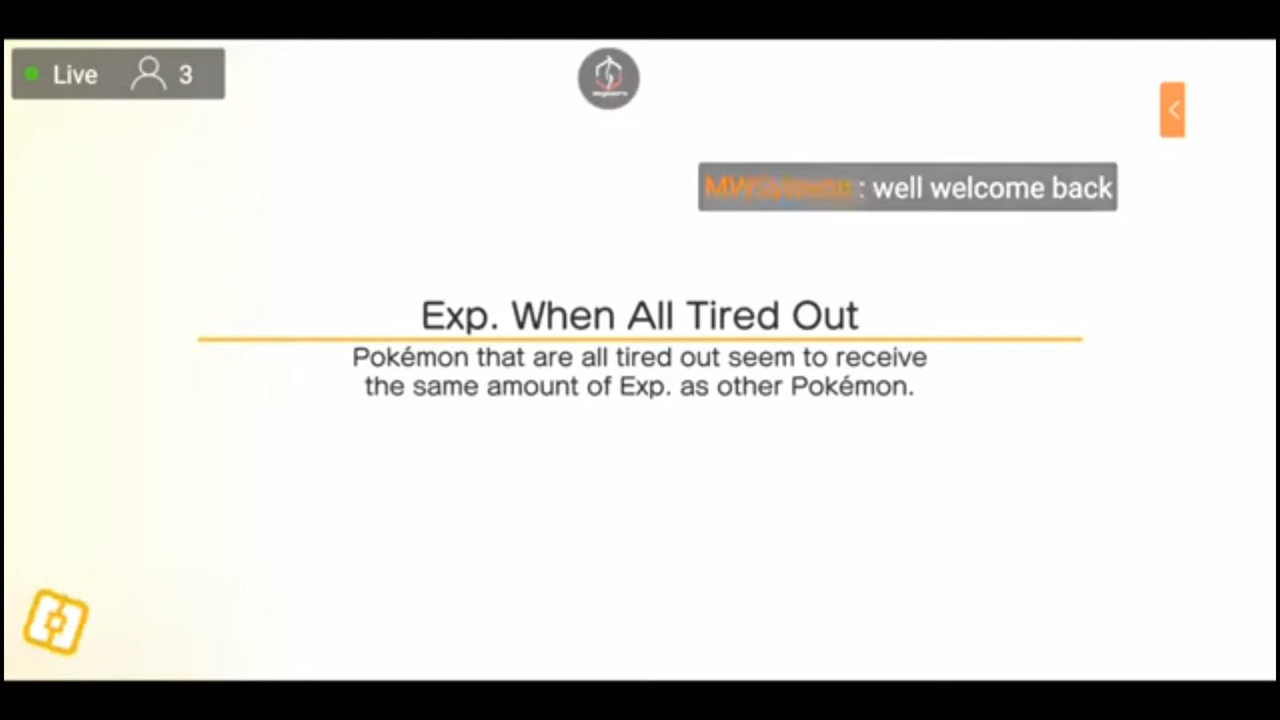 Live 3
: well welcome back
Exp. When All Tired Out
Pokémon that are all tired out seem to receive
the same amount of Exp. as other Pokémon.